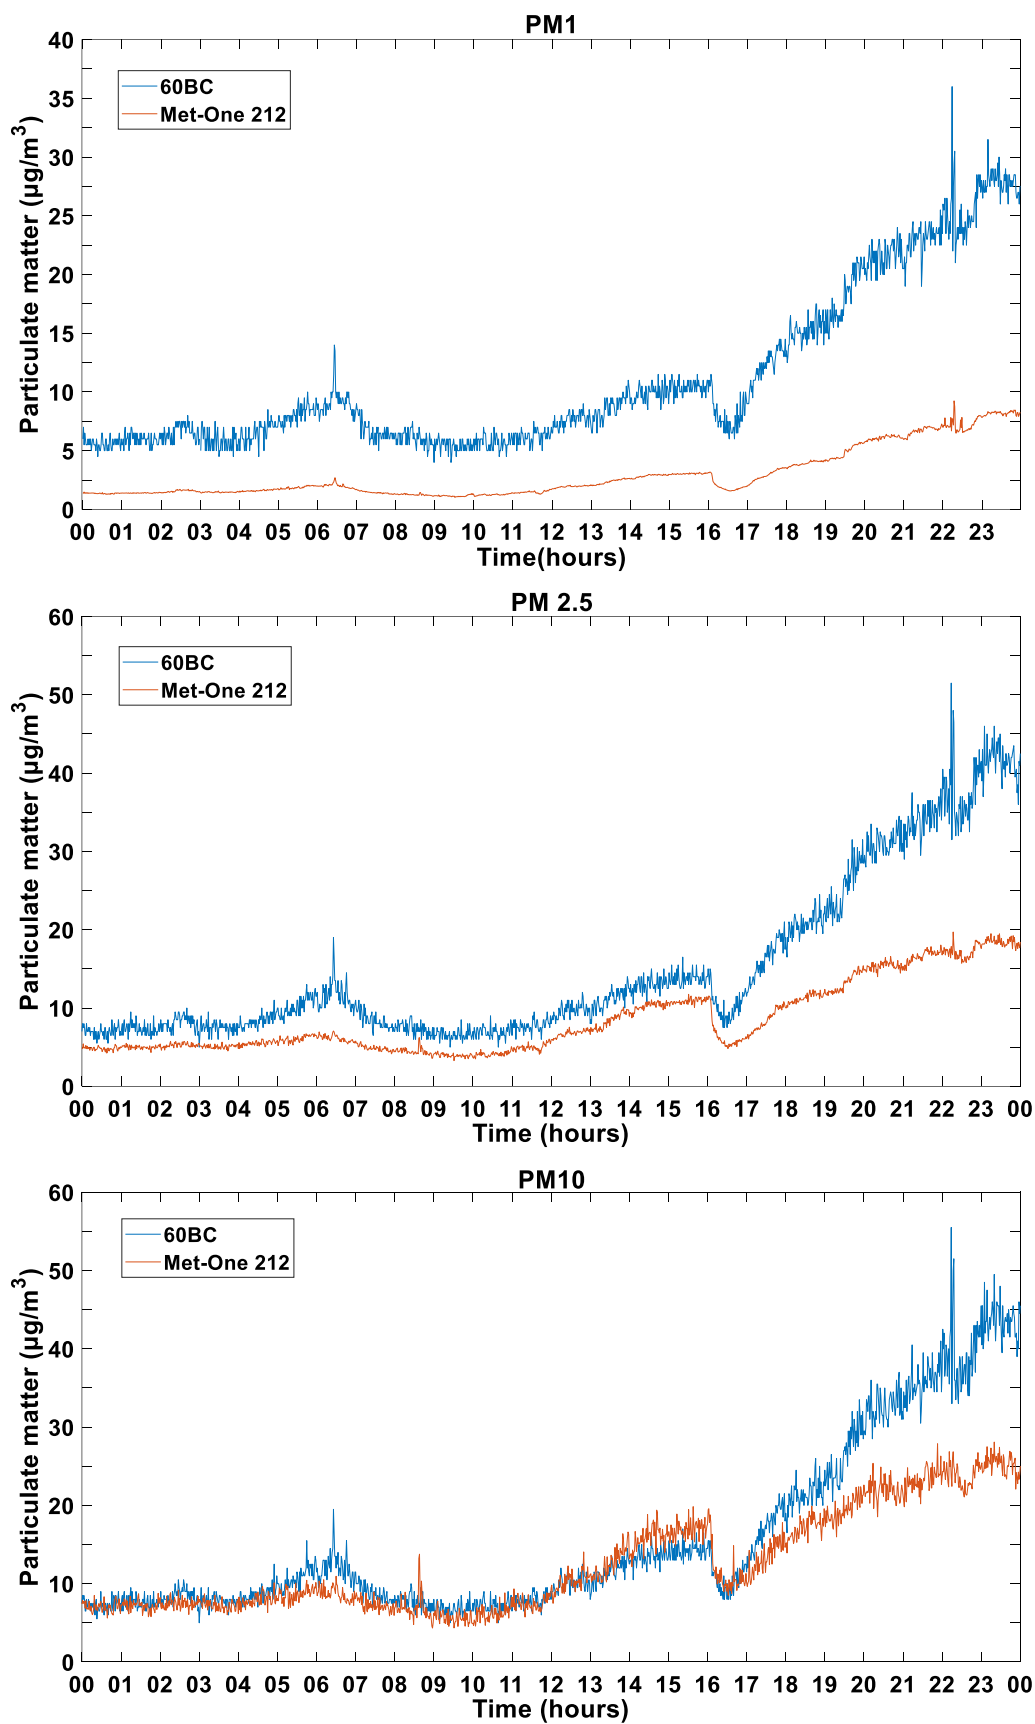 PM1
40
35
30
25
20
15
10
5
0
Particulate matter (µg/m³)
60BC
Met-One 212
00 01 02 03 04 05 06 07 08 09 10 11 12 13 14 15 16 17 18 19 20 21 22 23
Time(hours)
PM 2.5
60
50
40
30
20
10
0
Particulate matter (µg/m³)
60BC
Met-One 212
00 01 02 03 04 05 06 07 08 09 10 11 12 13 14 15 16 17 18 19 20 21 22 23 00
Time (hours)
PM10
60
50
40
30
20
10
0
Particulate matter (µg/m³)
60BC
Met-One 212
00 01 02 03 04 05 06 07 08 09 10 11 12 13 14 15 16 17 18 19 20 21 22 23 00
Time (hours)